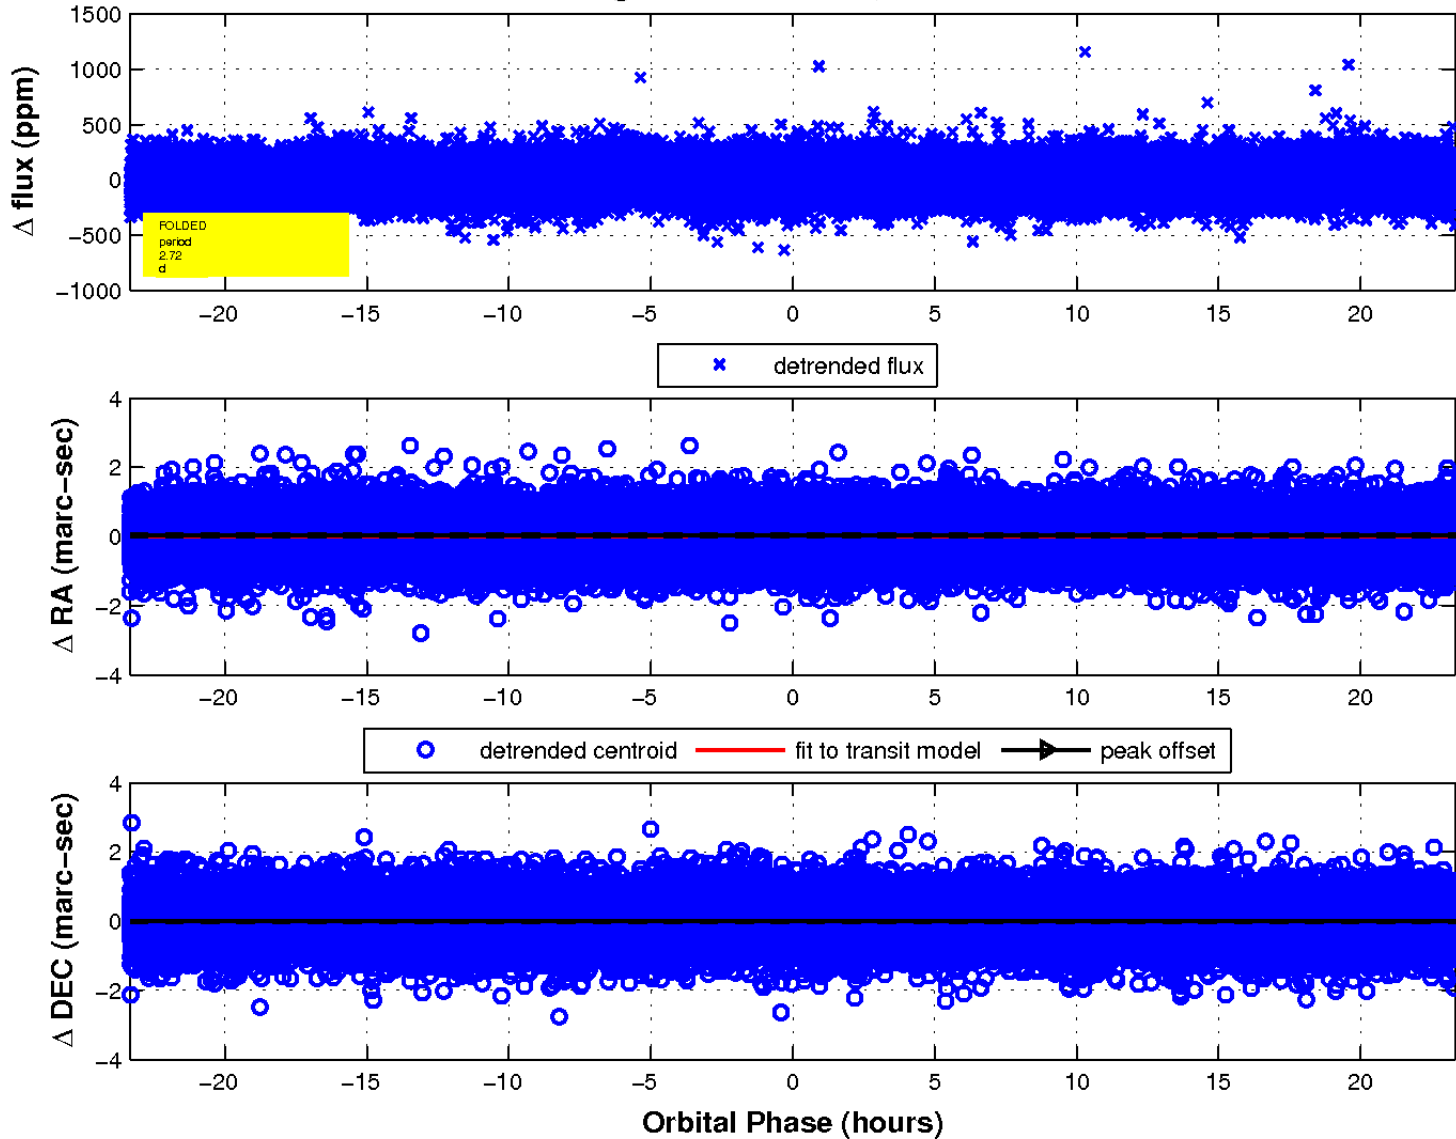 1500
1000
500
0
−500
−1000
Δ flux (ppm)
FOLDED
period
2.72
d
−20 −15 −10 −5 0 5 10 15 20
detrended flux
4
2
0
−2
−4
Δ RA (marc−sec)
−20 −15 −10 −5 0 5 10 15 20
detrended centroid fit to transit model peak offset
4
2
0
−2
−4
Δ DEC (marc−sec)
−20 −15 −10 −5 0 5 10 15 20
Orbital Phase (hours)